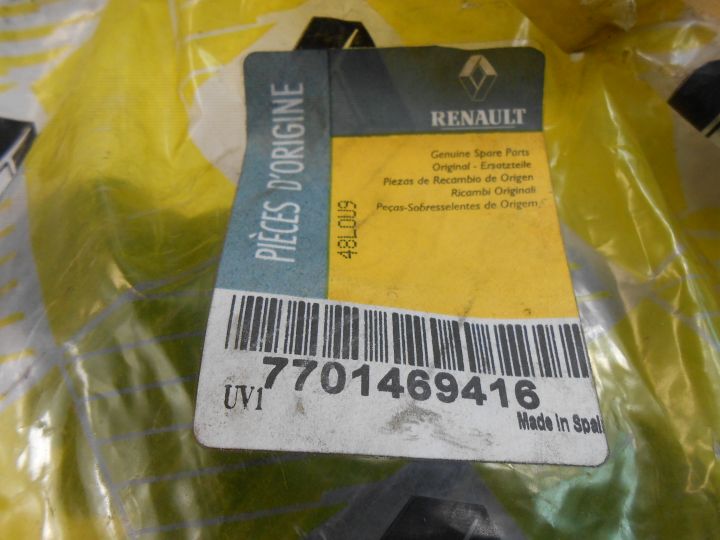 PIÈCES D'ORIGINE
RENAULT
Genuine Spare Parts
Original - Ersatzteile
Piezas de Recambio de Origen
Ricambi Originali
Peças-Sobresselentes de Origem
48L0U9
7701469416
UV1
Made in Spai